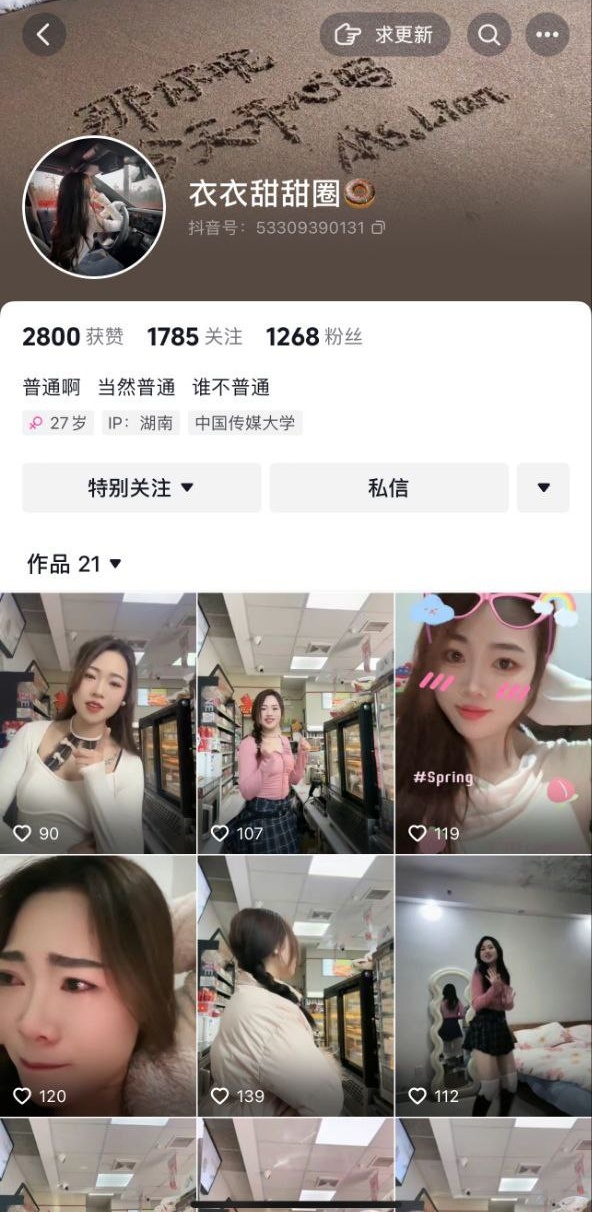 求更新
那你呢
今天开心吗
Ms.Lian
衣衣甜甜圈
抖音号：53309390131
2800 获赞 1785 关注 1268 粉丝
普通啊 当然普通 谁不普通
27岁 IP：湖南 中国传媒大学
特别关注 私信
作品 21
#Spring
90 107 119
120 139 112